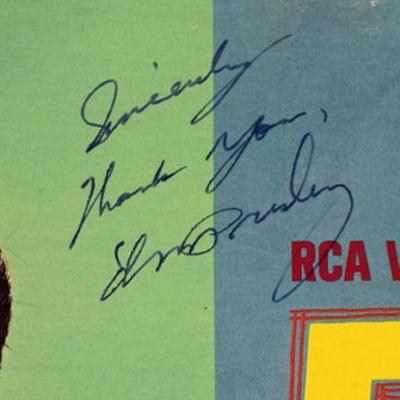 Sincerely
Thank You,
Elvis Presley
RCA V